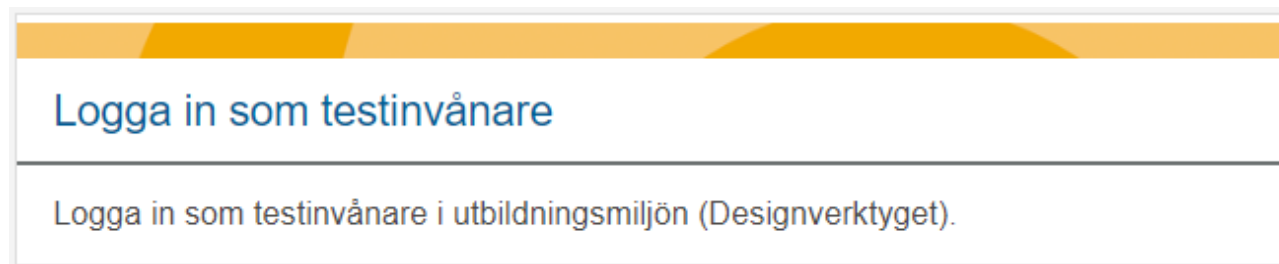 Logga in som testinvånare
Logga in som testinvånare i utbildningsmiljön (Designverktyget).